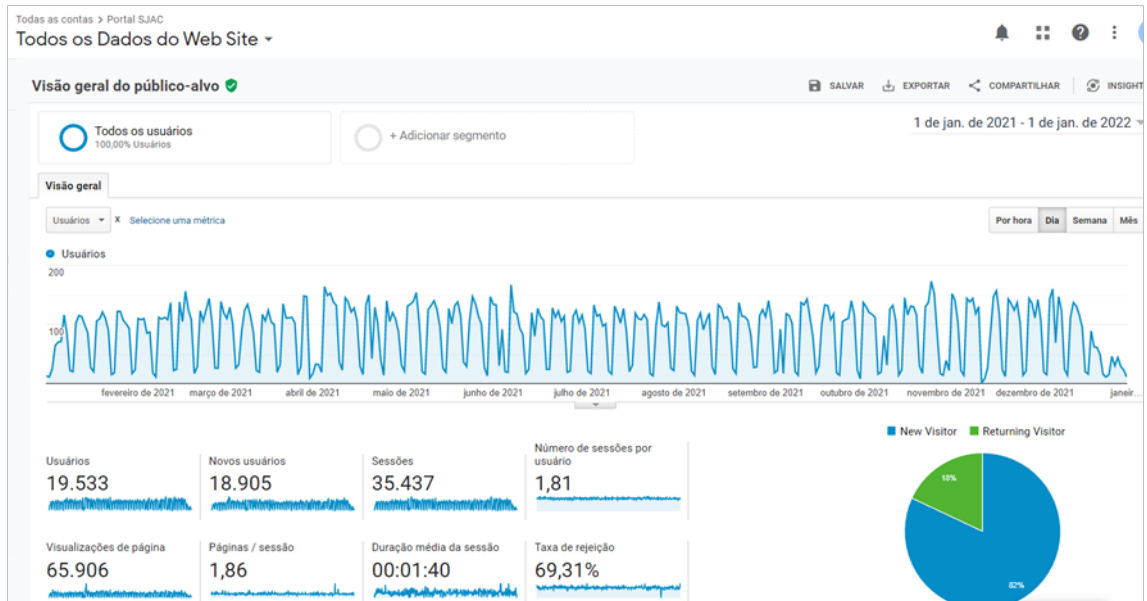 Todas as contas > Portal SJAC
Todos os Dados do Web Site
Visão geral do público-alvo
SALVAR
EXPORTAR
COMPARTILHAR
INSIGHT
Todos os usuários
100,00% Usuários
+ Adicionar segmento
1 de jan. de 2021 - 1 de jan. de 2022
Visão geral
Usuários
X
Selecione uma métrica
Por hora
Dia
Semana
Mês
Usuários
200
100
fevereiro de 2021
março de 2021
abril de 2021
maio de 2021
junho de 2021
julho de 2021
agosto de 2021
setembro de 2021
outubro de 2021
novembro de 2021
dezembro de 2021
janeir...
New Visitor
Returning Visitor
Usuários
19.533
Novos usuários
18.905
Sessões
35.437
Número de sessões por
usuário
1,81
18%
82%
Visualizações de página
65.906
Páginas / sessão
1,86
Duração média da sessão
00:01:40
Taxa de rejeição
69,31%